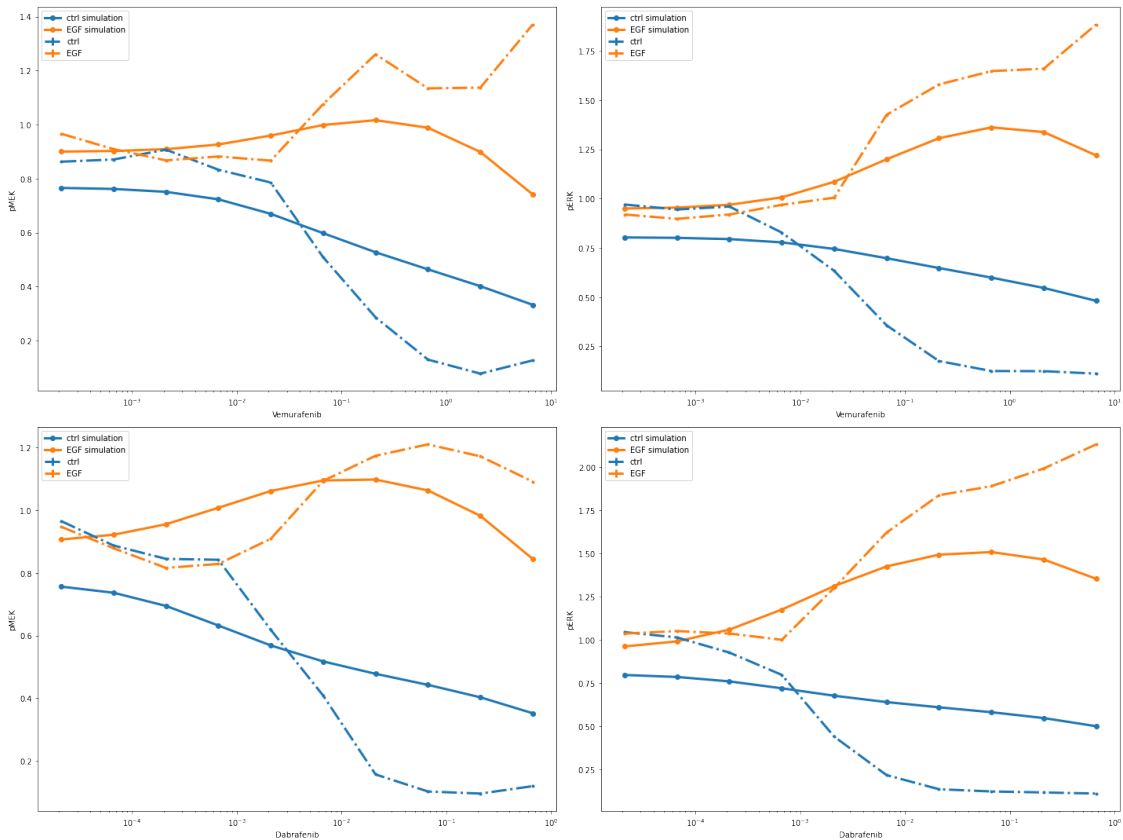 ctrl simulation
EGF simulation
ctrl
EGF
1.4
1.2
1.0
0.8
0.6
0.4
0.2
pMEK
10⁻³
10⁻²
10⁻¹
10⁰
10¹
Vemurafenib
ctrl simulation
EGF simulation
ctrl
EGF
1.75
1.50
1.25
1.00
0.75
0.50
0.25
pERK
10⁻³
10⁻²
10⁻¹
10⁰
10¹
Vemurafenib
ctrl simulation
EGF simulation
ctrl
EGF
1.2
1.0
0.8
0.6
0.4
0.2
pMEK
10⁻⁴
10⁻³
10⁻²
10⁻¹
10⁰
Dabrafenib
ctrl simulation
EGF simulation
ctrl
EGF
2.00
1.75
1.50
1.25
1.00
0.75
0.50
0.25
pERK
10⁻⁴
10⁻³
10⁻²
10⁻¹
10⁰
Dabrafenib